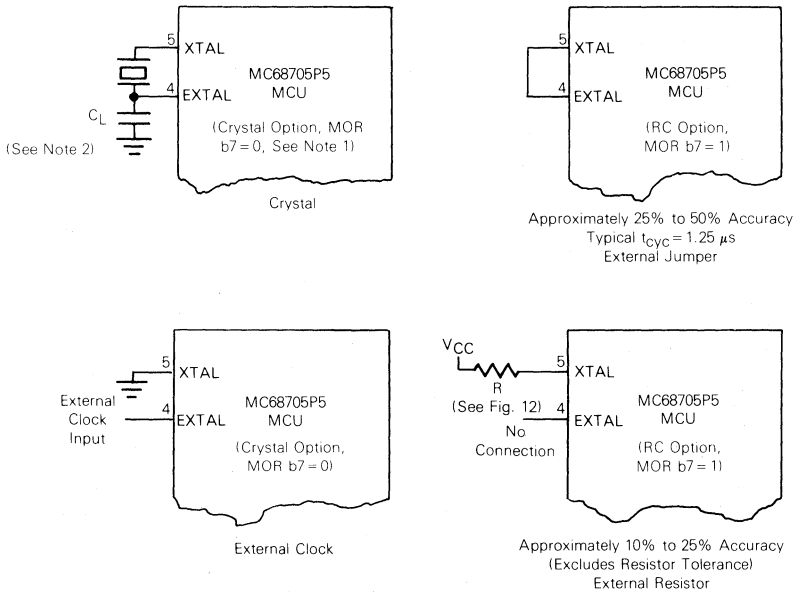 5
XTAL
4
EXTAL
MC68705P5
MCU
CL
(See Note 2)
(Crystal Option, MOR
b7 = 0, See Note 1)
Crystal
5
XTAL
4
EXTAL
MC68705P5
MCU
(RC Option,
MOR b7 = 1)
Approximately 25% to 50% Accuracy
Typical tcyc = 1.25 μs
External Jumper
5
XTAL
External
Clock
Input
4
EXTAL
MC68705P5
MCU
(Crystal Option,
MOR b7 = 0)
External Clock
VCC
5
XTAL
R
(See Fig. 12)
4
EXTAL
No
Connection
MC68705P5
MCU
(RC Option,
MOR b7 = 1)
Approximately 10% to 25% Accuracy
(Excludes Resistor Tolerance)
External Resistor